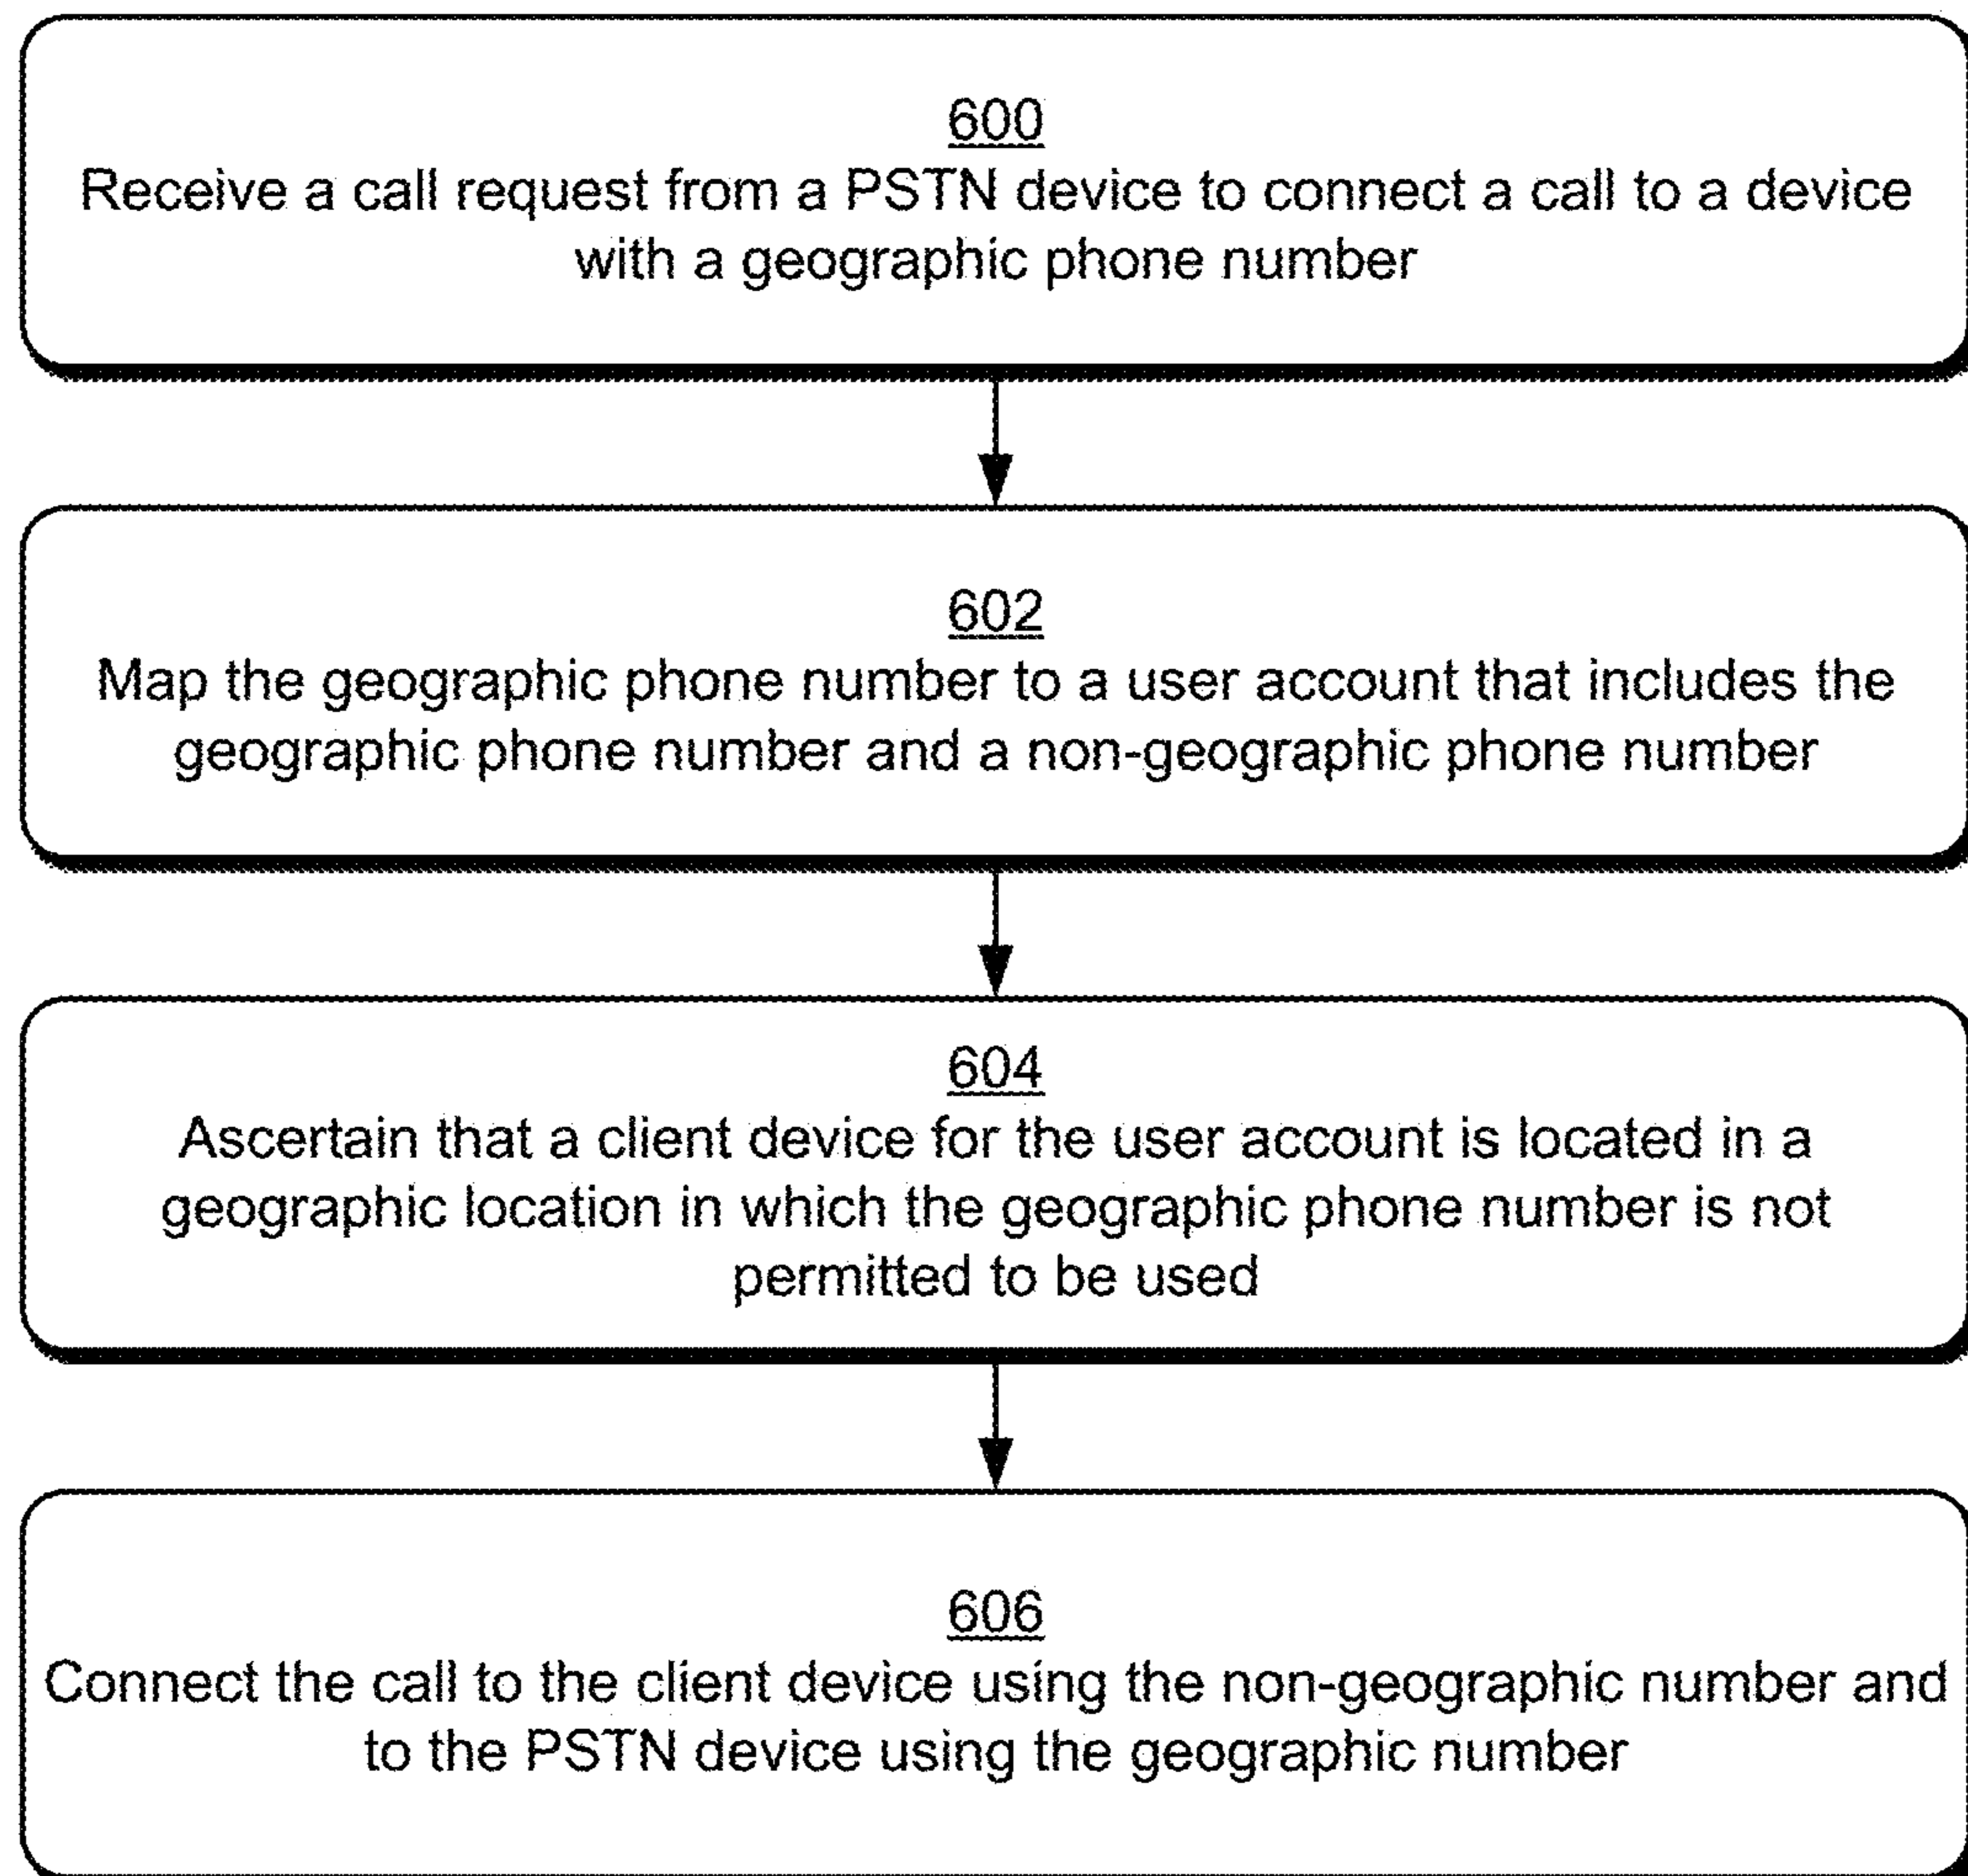 600
Receive a call request from a PSTN device to connect a call to a device
with a geographic phone number
602
Map the geographic phone number to a user account that includes the
geographic phone number and a non-geographic phone number
604
Ascertain that a client device for the user account is located in a
geographic location in which the geographic phone number is not
permitted to be used
606
Connect the call to the client device using the non-geographic number and
to the PSTN device using the geographic number